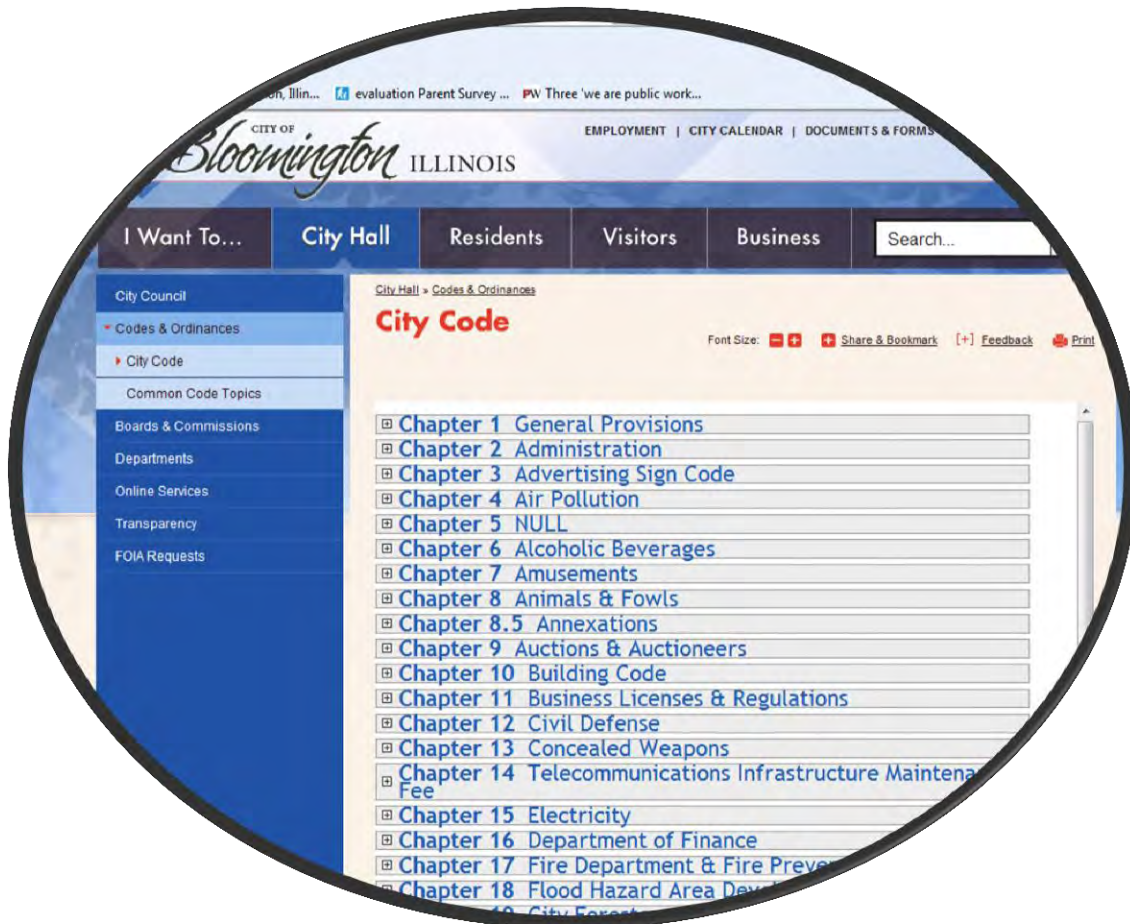 Illin... evaluation Parent Survey ... PW Three 'we are public work...
CITY OF
Bloomington ILLINOIS
EMPLOYMENT | CITY CALENDAR | DOCUMENTS & FORMS
I Want To... City Hall Residents Visitors Business Search...
City Council
Codes & Ordinances
City Code
Common Code Topics
Boards & Commissions
Departments
Online Services
Transparency
FOIA Requests
City Hall » Codes & Ordinances
City Code
Font Size: Share & Bookmark [+] Feedback Print
Chapter 1 General Provisions
Chapter 2 Administration
Chapter 3 Advertising Sign Code
Chapter 4 Air Pollution
Chapter 5 NULL
Chapter 6 Alcoholic Beverages
Chapter 7 Amusements
Chapter 8 Animals & Fowls
Chapter 8.5 Annexations
Chapter 9 Auctions & Auctioneers
Chapter 10 Building Code
Chapter 11 Business Licenses & Regulations
Chapter 12 Civil Defense
Chapter 13 Concealed Weapons
Chapter 14 Telecommunications Infrastructure
Fee
Chapter 15 Electricity
Chapter 16 Department of Finance
Chapter 17 Fire Department & Fire
Chapter 18 Flood Hazard Area
City